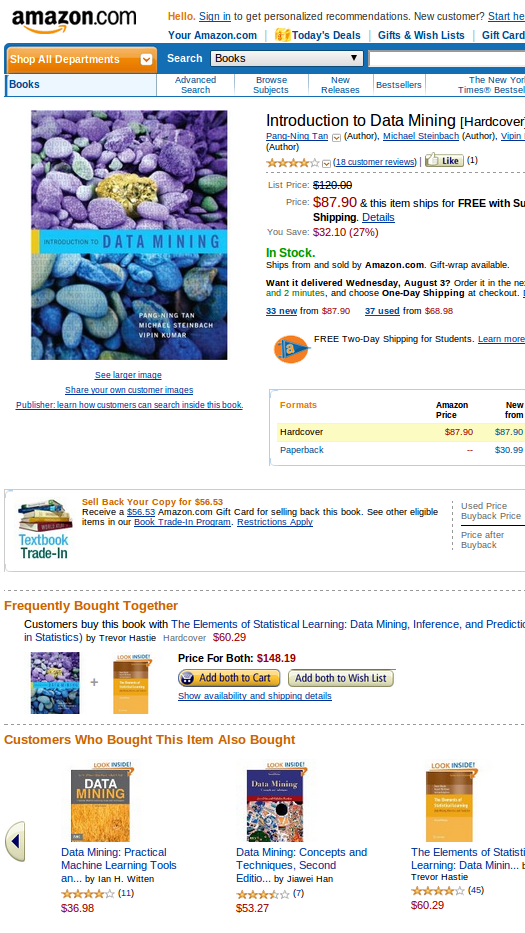 amazon.com
Hello. Sign in to get personalized recommendations. New customer? Start he
Your Amazon.com | Today's Deals | Gifts & Wish Lists | Gift Card
Shop All Departments
Search Books
Books
Advanced Search
Browse Subjects
New Releases
Bestsellers
The New Yor
Times® Bestsel
INTRODUCTION TO DATA MINING
PANG-NING TAN
MICHAEL STEINBACH
VIPIN KUMAR
See larger image
Share your own customer images
Publisher: learn how customers can search inside this book.
Introduction to Data Mining [Hardcover]
Pang-Ning Tan (Author), Michael Steinbach (Author), Vipin
(Author)
(18 customer reviews) | Like (1)
List Price: $120.00
Price: $87.90 & this item ships for FREE with Su
Shipping. Details
You Save: $32.10 (27%)
In Stock.
Ships from and sold by Amazon.com. Gift-wrap available.
Want it delivered Wednesday, August 3? Order it in the nex
and 2 minutes, and choose One-Day Shipping at checkout.
33 new from $87.90 37 used from $68.98
a
FREE Two-Day Shipping for Students. Learn more
Formats
Amazon Price
New from
Hardcover $87.90 $87.90
Paperback -- $30.99
Textbook
Trade-In
Sell Back Your Copy for $56.53
Receive a $56.53 Amazon.com Gift Card for selling back this book. See other eligible
items in our Book Trade-In Program. Restrictions Apply
Used Price
Buyback Price
Price after
Buyback
Frequently Bought Together
Customers buy this book with The Elements of Statistical Learning: Data Mining, Inference, and Predictio
in Statistics) by Trevor Hastie Hardcover $60.29
LOOK INSIDE!
+
Price For Both: $148.19
Add both to Cart Add both to Wish List
Show availability and shipping details
Customers Who Bought This Item Also Bought
LOOK INSIDE!
DATA MINING
Data Mining: Practical
Machine Learning Tools
an... by Ian H. Witten
(11)
$36.98
LOOK INSIDE!
Data Mining
Data Mining: Concepts and
Techniques, Second
Editio... by Jiawei Han
(7)
$53.27
LOOK INSIDE!
The Elements of
Statistical
Learning: Data Minin... b
Trevor Hastie
(45)
$60.29